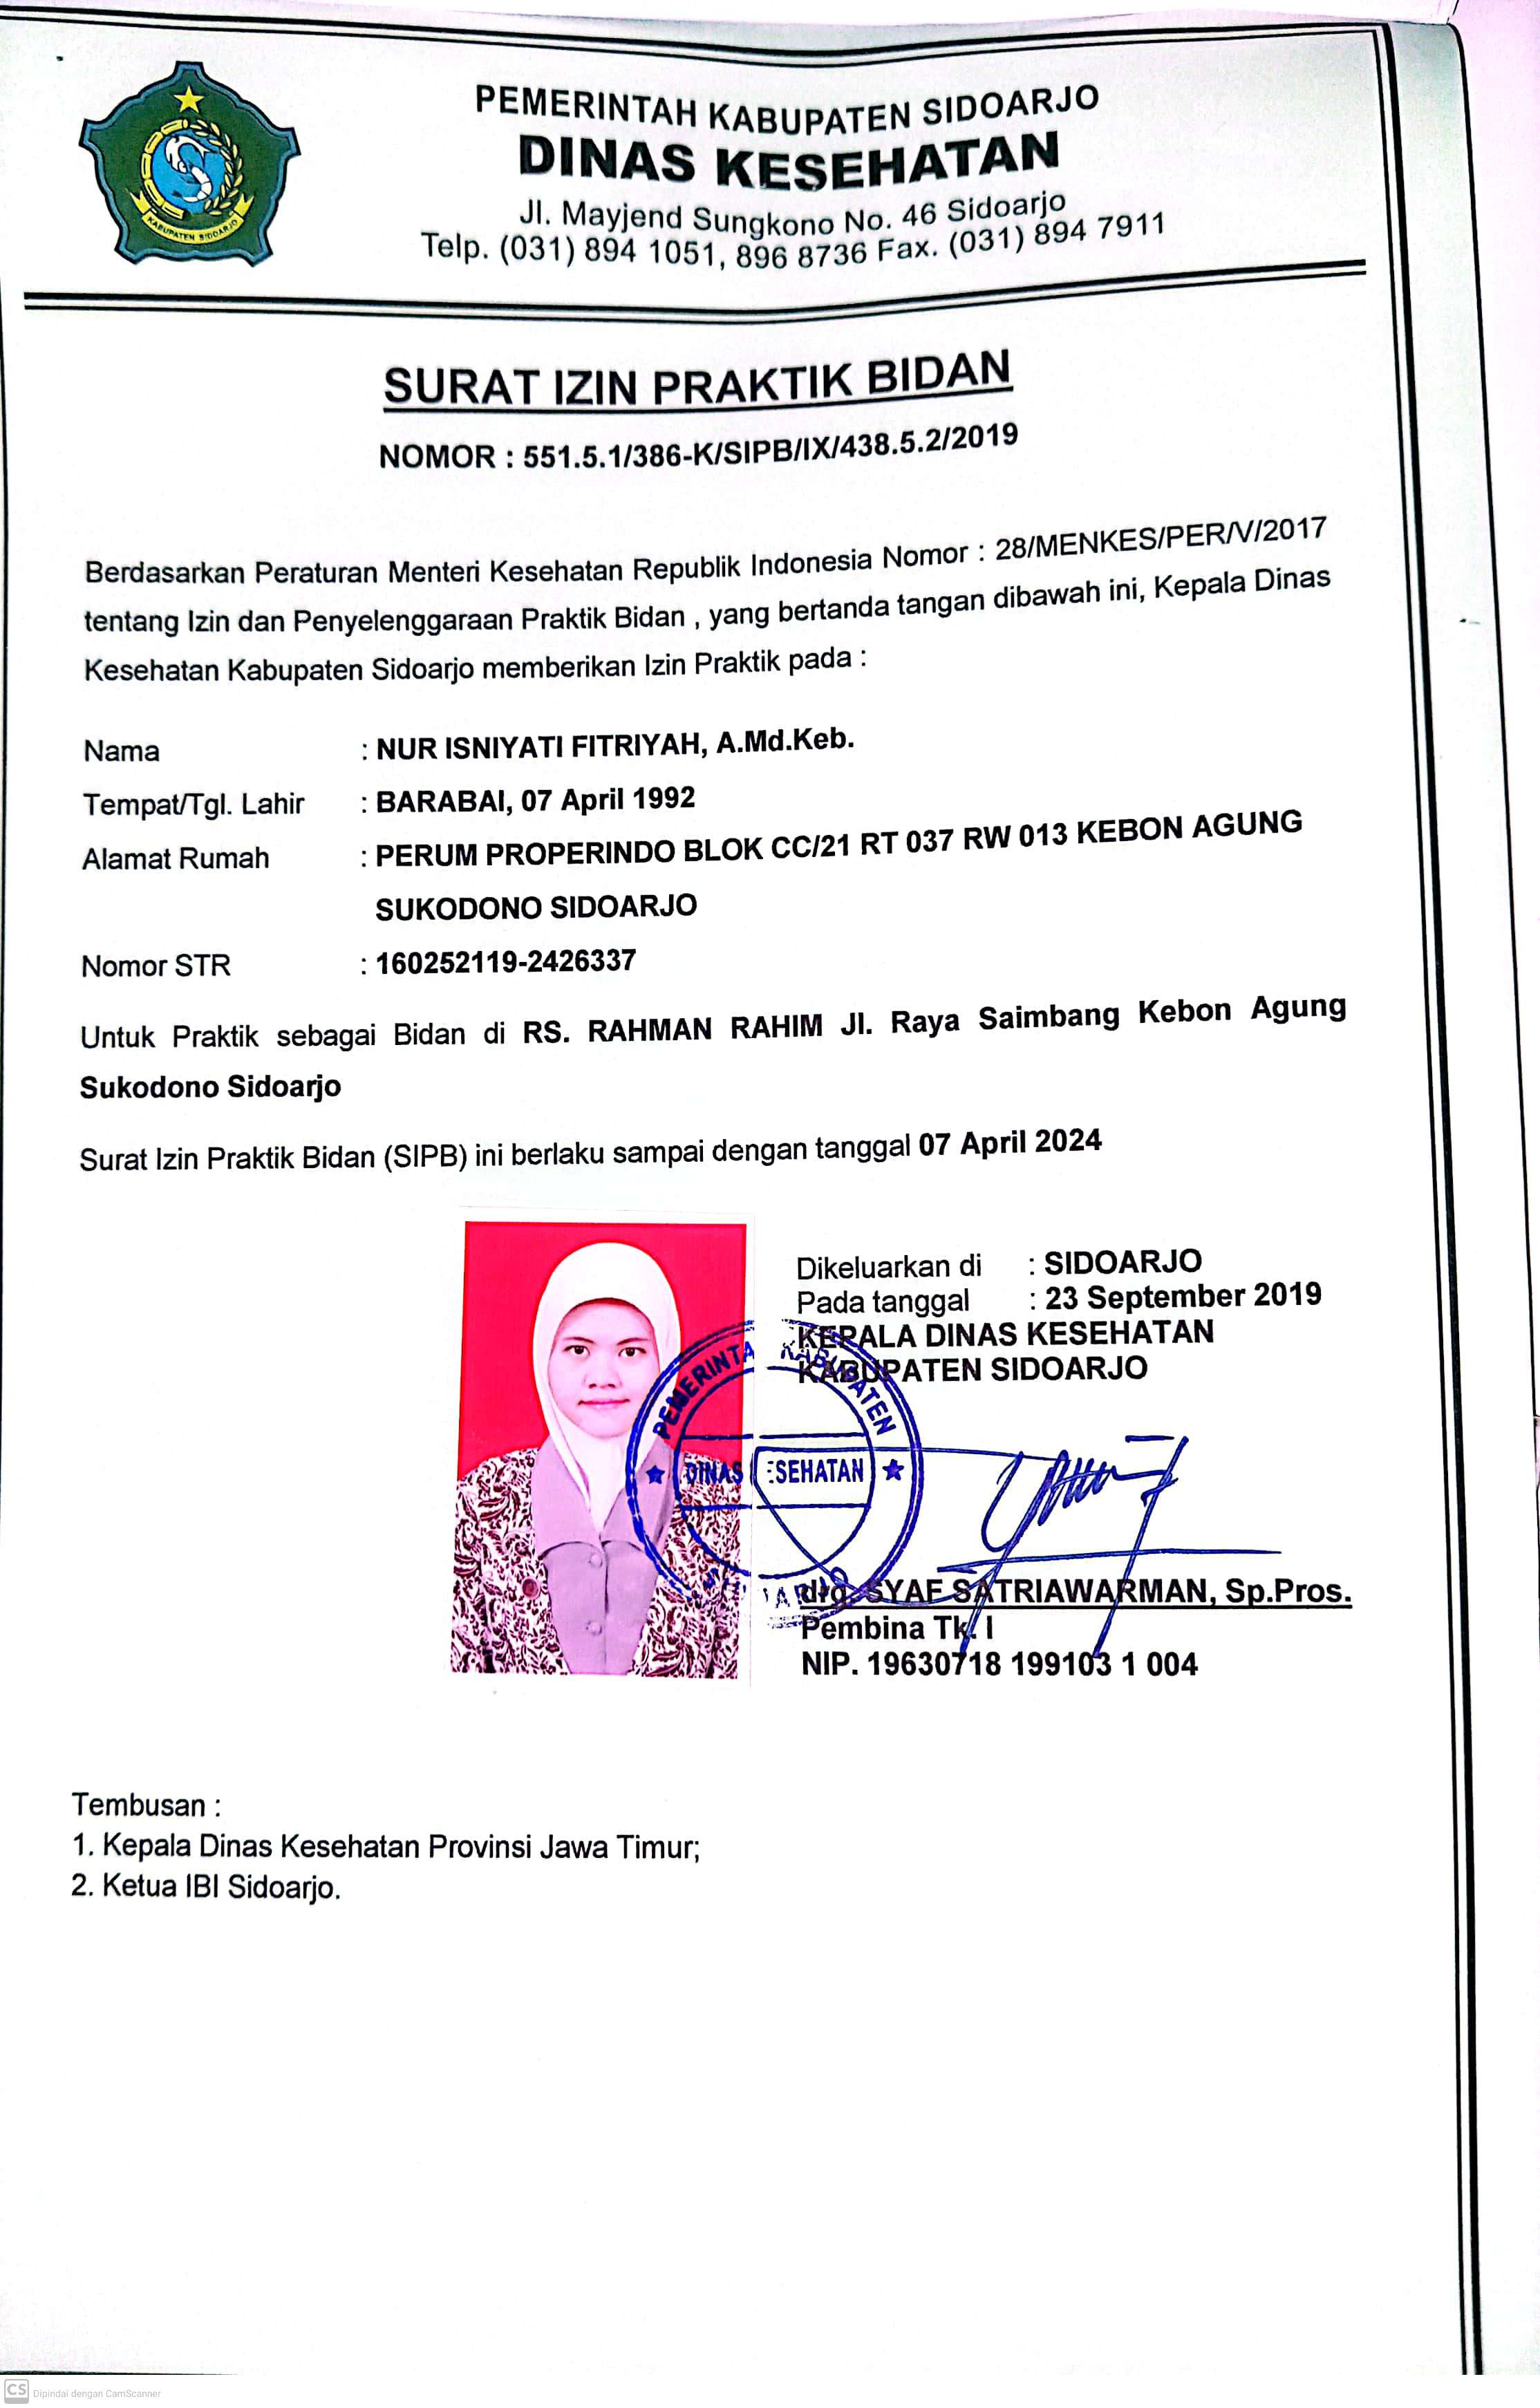 PEMERINTAH KABUPATEN SIDOARJO
DINAS KESEHATAN
Jl. Mayjend Sungkono No. 46 Sidoarjo
Telp. (031) 894 1051, 896 8736 Fax. (031) 894 7911
KABUPATEN SIDOARJO
SURAT IZIN PRAKTIK BIDAN
NOMOR : 551.5.1/386-K/SIPB/IX/438.5.2/2019
Berdasarkan Peraturan Menteri Kesehatan Republik Indonesia Nomor : 28/MENKES/PER/V/2017
tentang Izin dan Penyelenggaraan Praktik Bidan , yang bertanda tangan dibawah ini, Kepala Dinas
Kesehatan Kabupaten Sidoarjo memberikan Izin Praktik pada :
Nama : NUR ISNIYATI FITRIYAH, A.Md.Keb.
Tempat/Tgl. Lahir : BARABAI, 07 April 1992
Alamat Rumah : PERUM PROPERINDO BLOK CC/21 RT 037 RW 013 KEBON AGUNG
SUKODONO SIDOARJO
Nomor STR : 160252119-2426337
Untuk Praktik sebagai Bidan di RS. RAHMAN RAHIM Jl. Raya Saimbang Kebon Agung
Sukodono Sidoarjo
Surat Izin Praktik Bidan (SIPB) ini berlaku sampai dengan tanggal 07 April 2024
Dikeluarkan di : SIDOARJO
Pada tanggal : 23 September 2019
KEPALA DINAS KESEHATAN
KABUPATEN SIDOARJO
PEMERINTA KABUPATEN
DINAS ESEHATAN
drg. SYAF SATRIAWARMAN, Sp.Pros.
Pembina Tk. I
NIP. 19630718 199103 1 004
Tembusan :
1. Kepala Dinas Kesehatan Provinsi Jawa Timur;
2. Ketua IBI Sidoarjo.
CS Dipindai dengan CamScanner